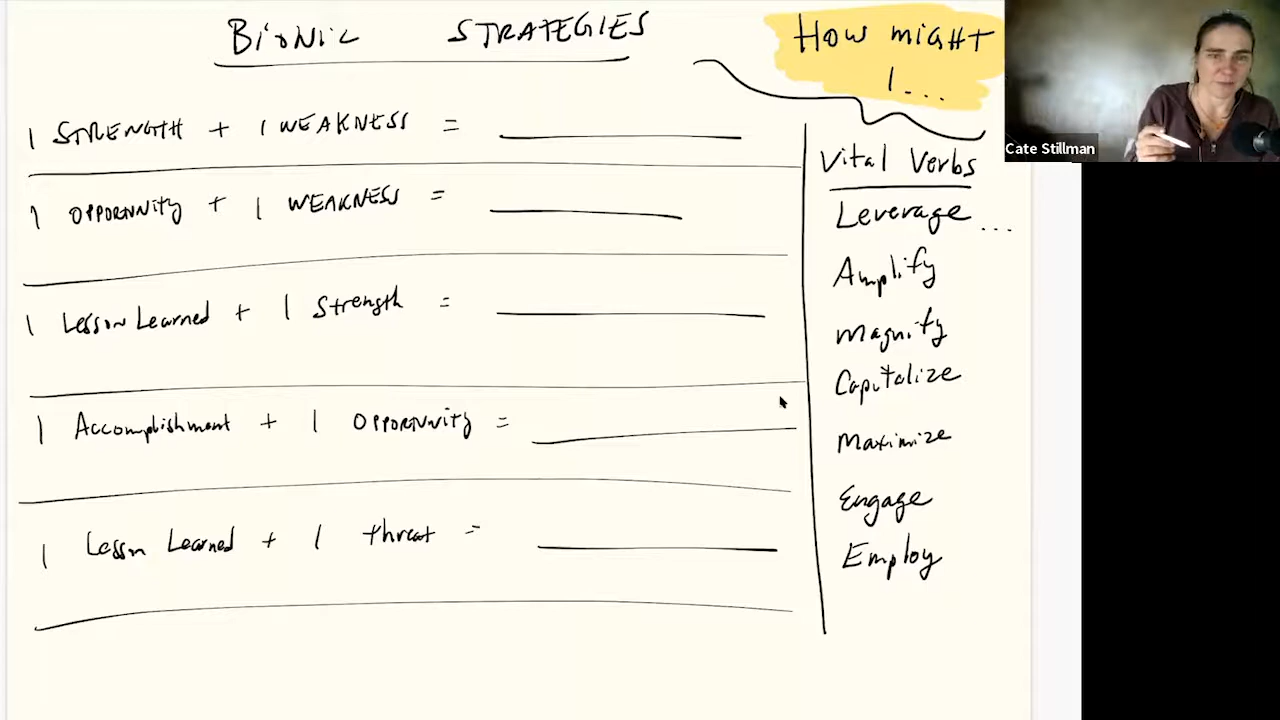 BiONiC STRATEGIES
How might
I...
1 STRENGTH + 1 WEAKNESS =
1 OPPORTUNITY + 1 WEAKNESS =
1 Lesson Learned + 1 Strength =
1 Accomplishment + 1 OPPORTUNITY =
1 Lesson Learned + 1 threat =
Vital Verbs
Leverage...
Amplify
Magnify
Capitalize
Maximize
Engage
Employ
Cate Stillman